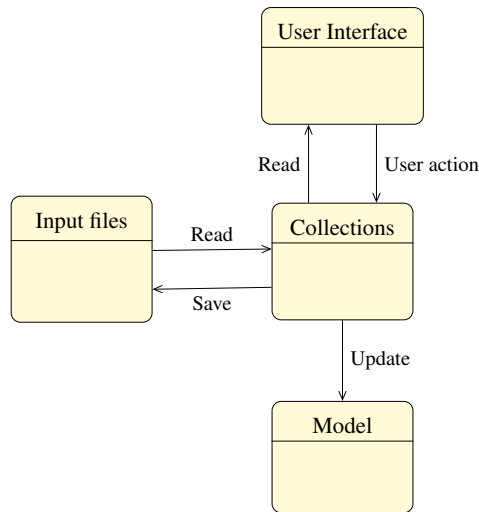 User Interface
Read
User action
Input files
Read
Collections
Save
Update
Model